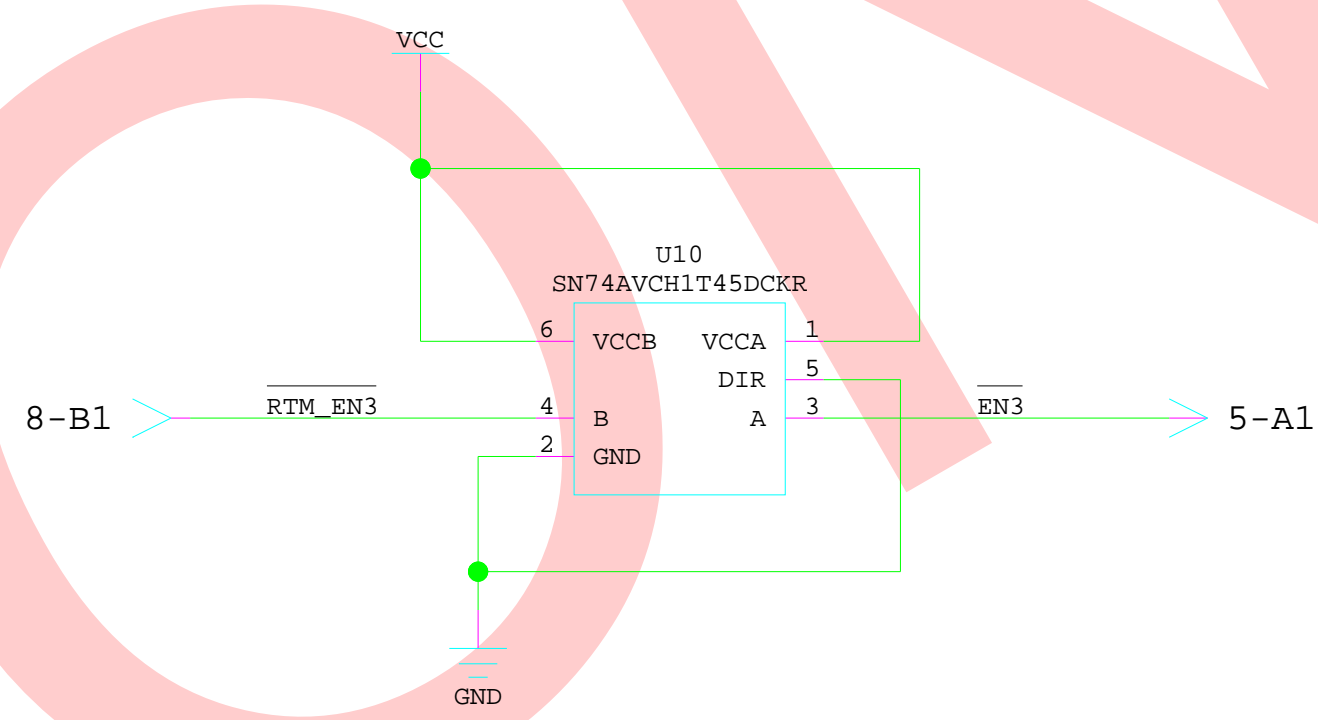 VCC
U10
SN74AVCH1T45DCKR
6 VCCB VCCA 1
DIR 5
8-B1 RTM_EN3 4 B A 3 EN3 5-A1
2 GND
GND